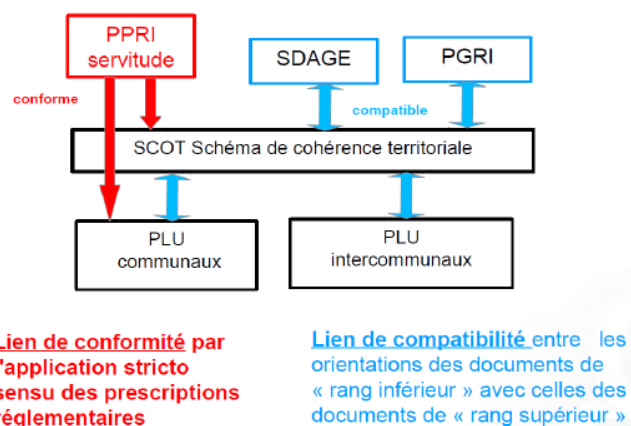 PPRI
servitude
SDAGE
PGRI
conforme
compatible
SCOT Schéma de cohérence territoriale
PLU
communaux
PLU
intercommunaux
Lien de conformité par
l'application stricto
sensu des prescriptions
réglementaires
Lien de compatibilité entre les
orientations des documents de
« rang inférieur » avec celles des
documents de « rang supérieur »